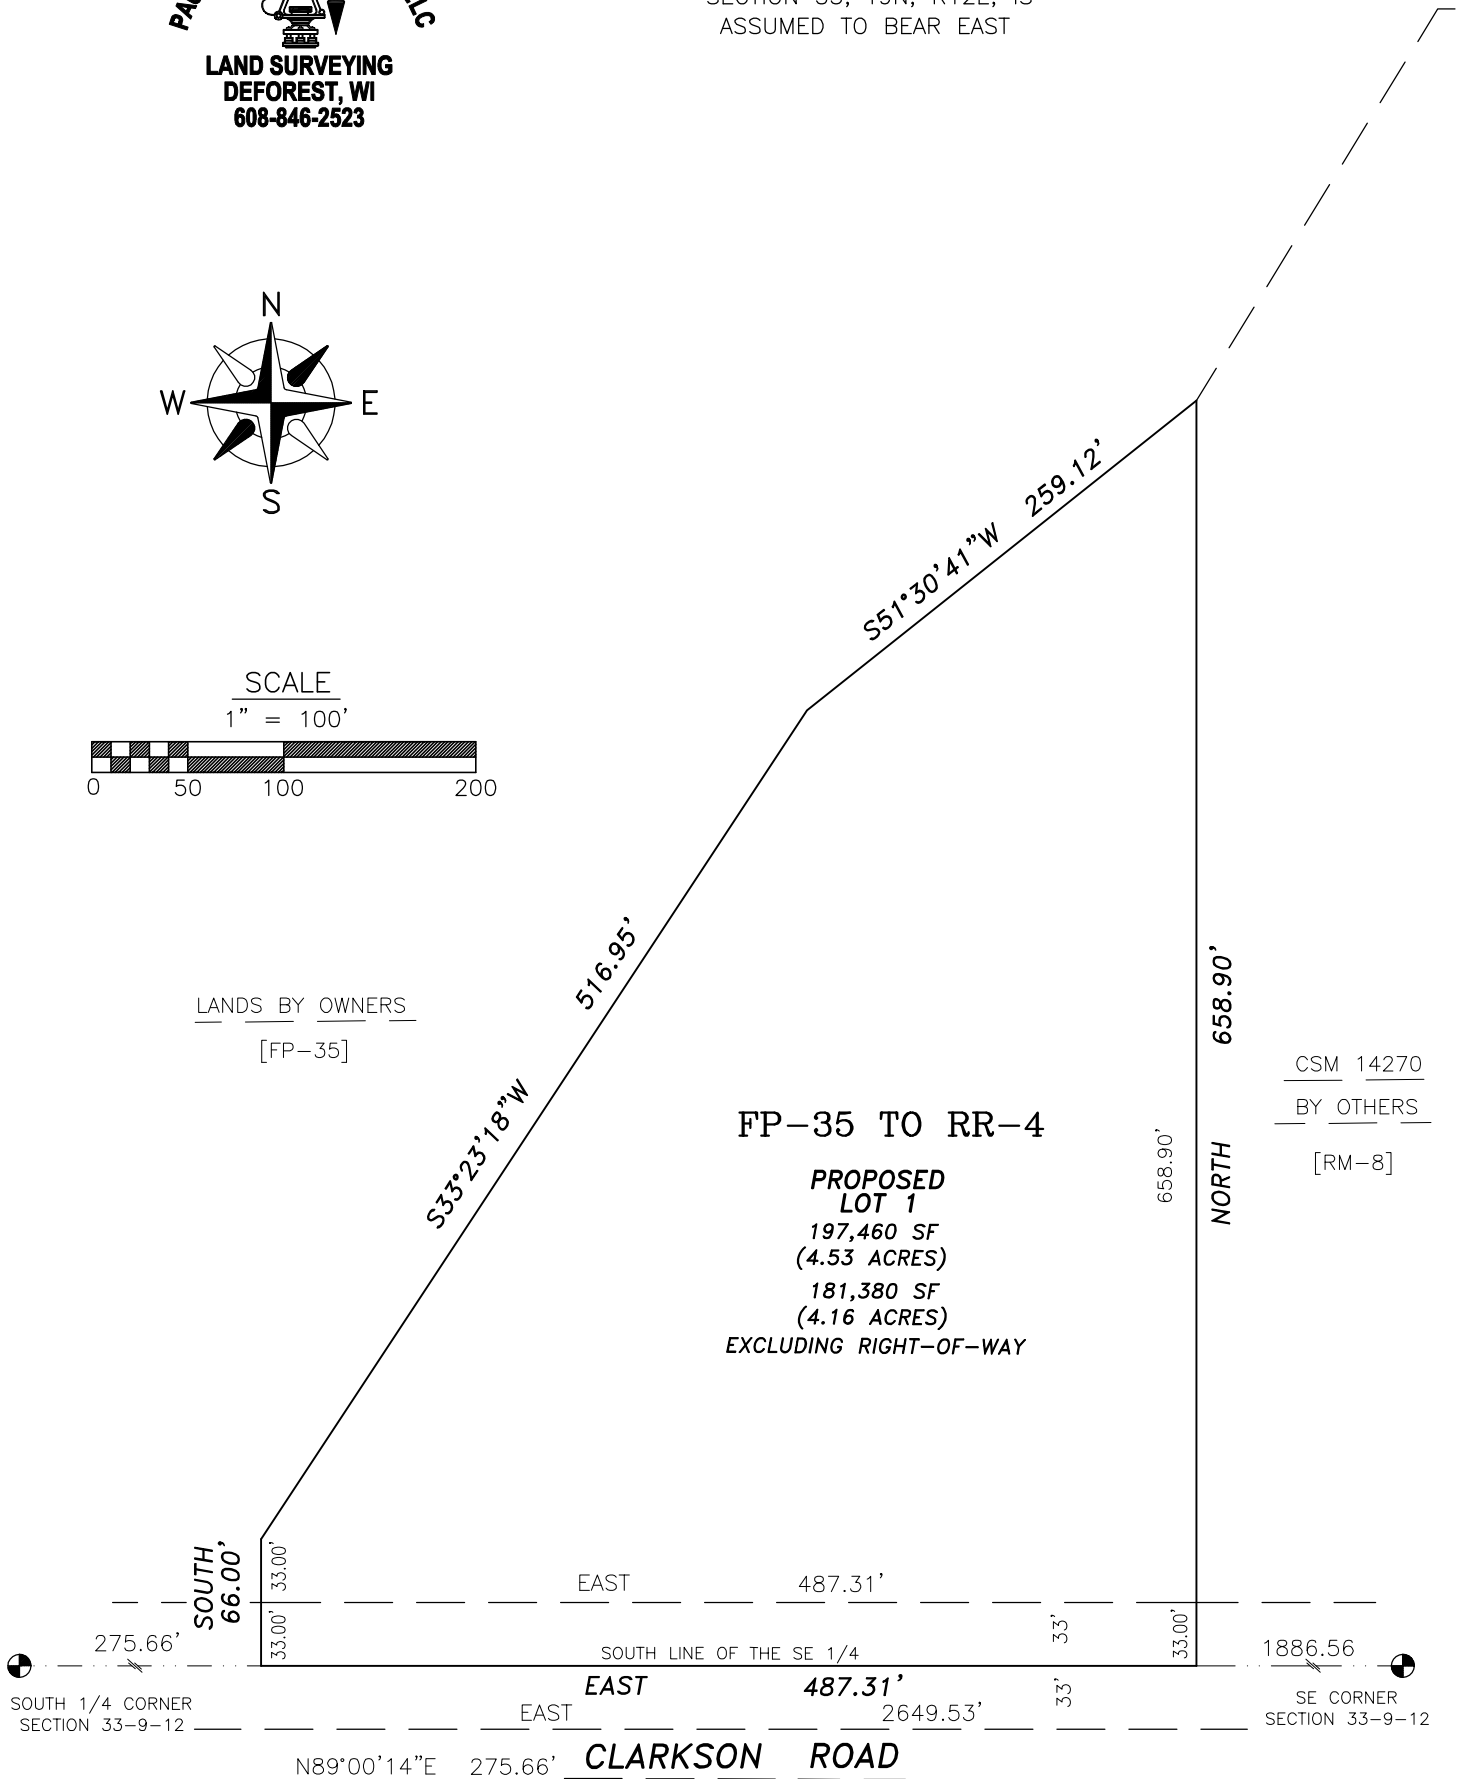 LLC
LAND SURVEYING
DEFOREST, WI
608-846-2523
ASSUMED TO BEAR EAST
N
W E
S
SCALE
1" = 100'
0 50 100 200
S51°30'41"W 259.12'
516.95'
S33°23'18"W
LANDS BY OWNERS
[FP-35]
658.90'
NORTH
658.90'
CSM 14270
BY OTHERS
[RM-8]
FP-35 TO RR-4
PROPOSED
LOT 1
197,460 SF
(4.53 ACRES)
181,380 SF
(4.16 ACRES)
EXCLUDING RIGHT-OF-WAY
SOUTH
66.00'
33.00'
33.00'
EAST 487.31'
33'
33.00'
275.66'
SOUTH LINE OF THE SE 1/4
1886.56
EAST 487.31'
33'
SOUTH 1/4 CORNER
SECTION 33-9-12
EAST 2649.53'
SE CORNER
SECTION 33-9-12
N89°00'14"E 275.66'
CLARKSON ROAD